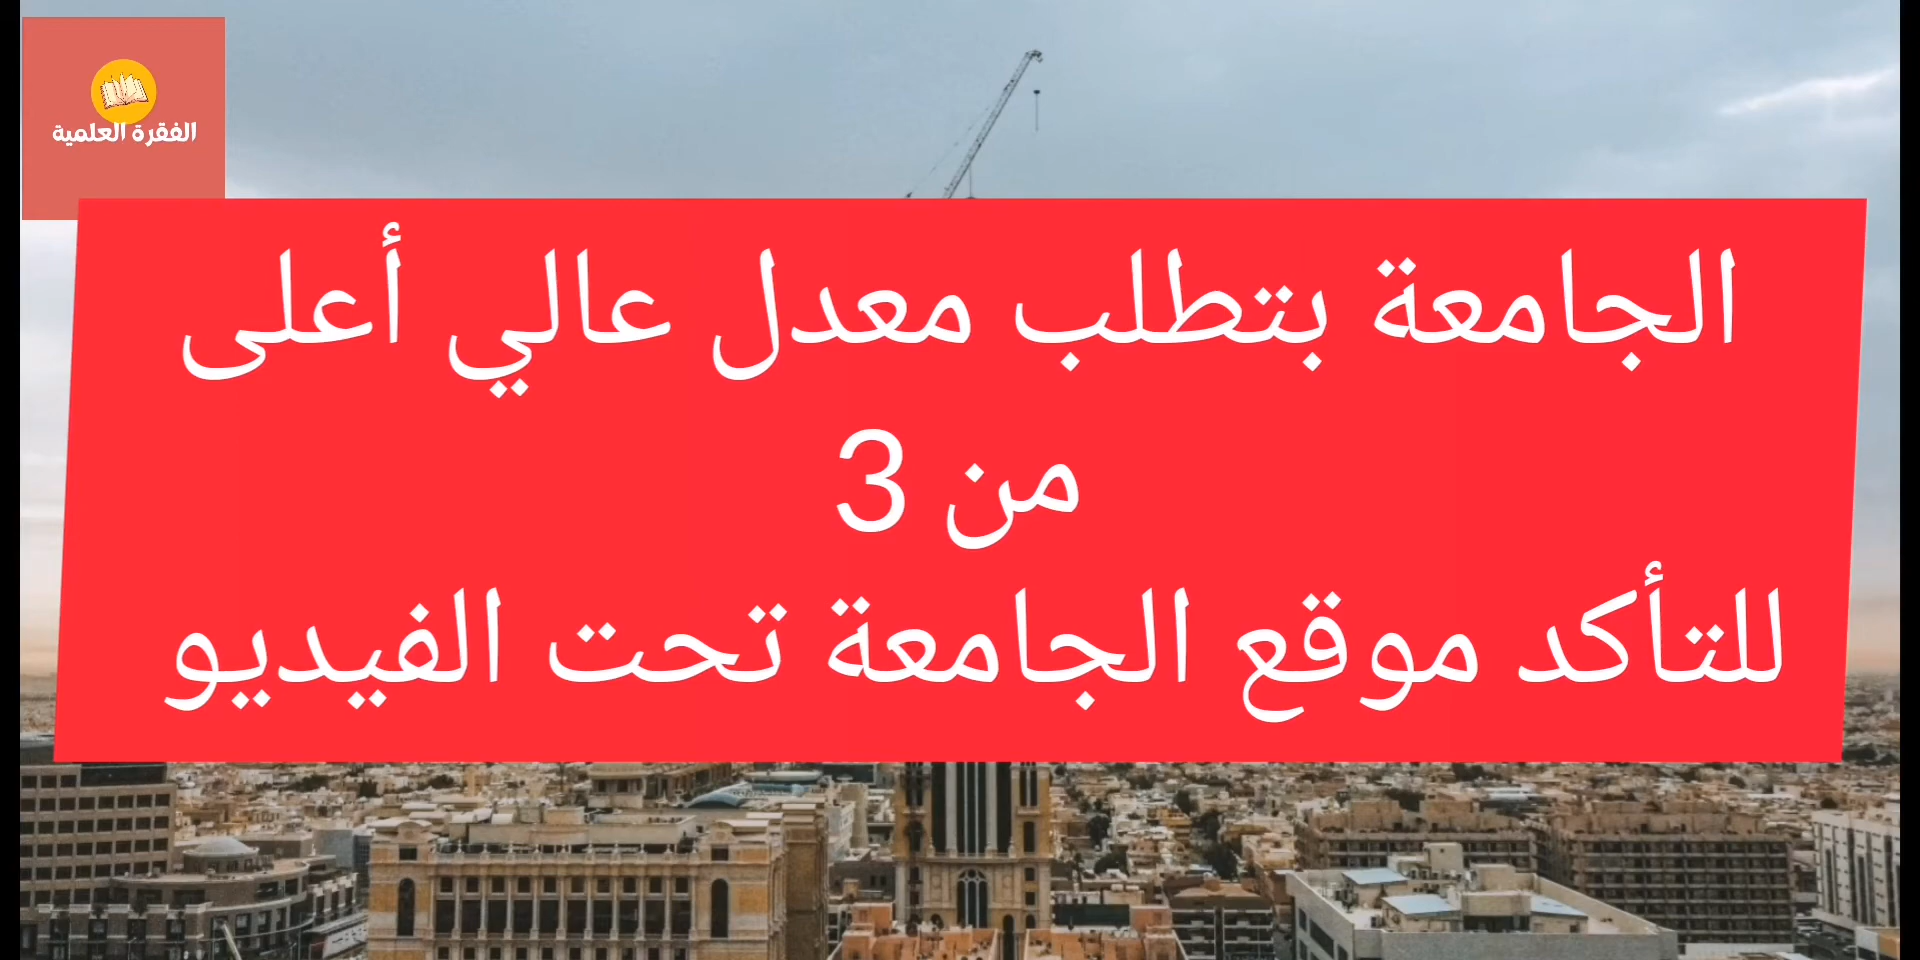 الفقرة العلمية
الجامعة بتطلب معدل عالي أعلى
من 3
للتأكد موقع الجامعة تحت الفيديو